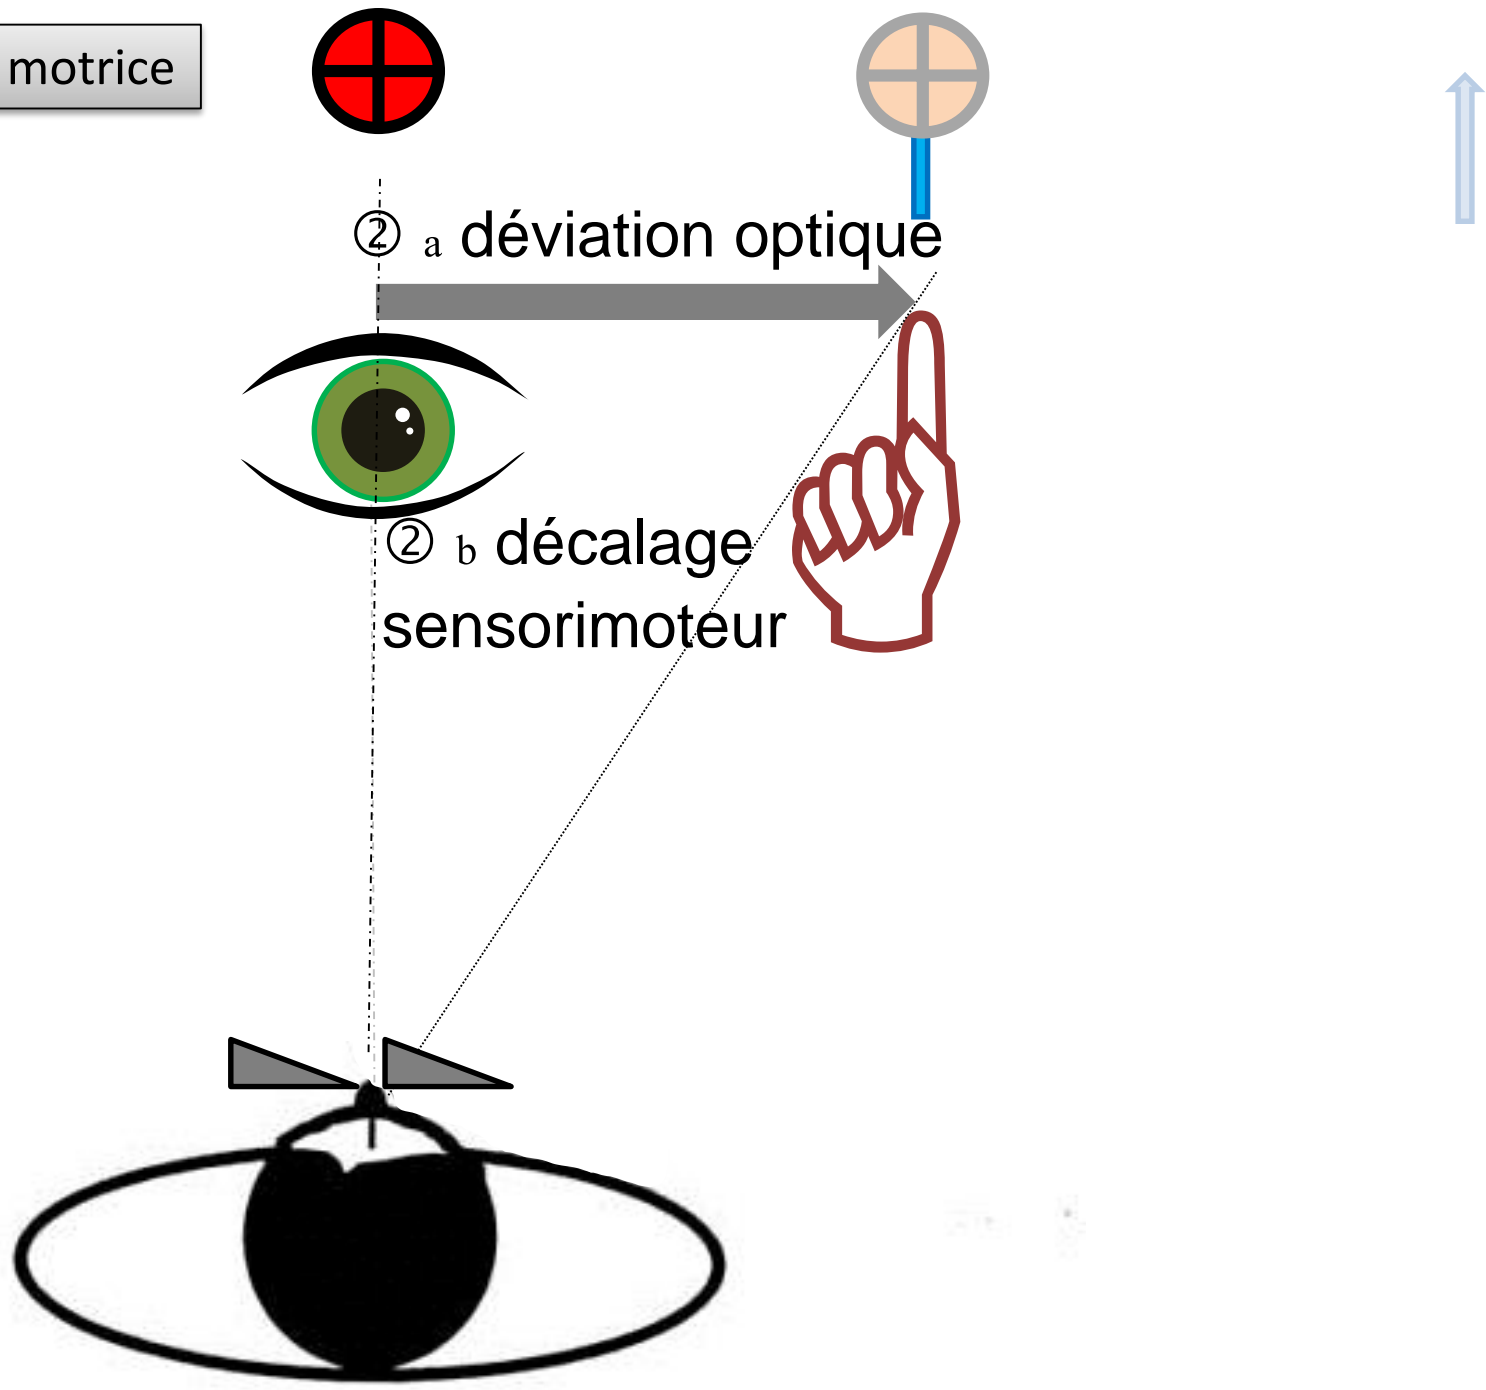 motrice
② a déviation optique
② b décalage
sensorimoteur